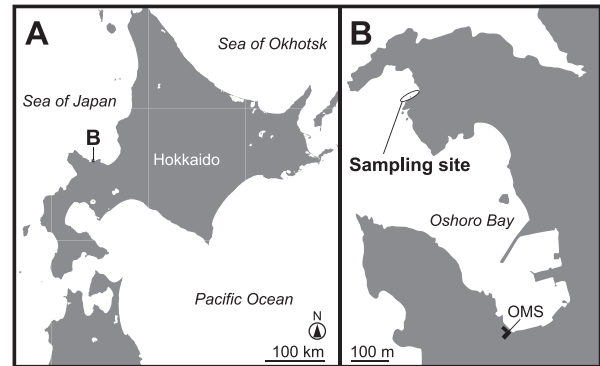 A
Sea of Okhotsk
Sea of Japan
B
Hokkaido
Pacific Ocean
N
100 km
B
Sampling site
Oshoro Bay
OMS
100 m